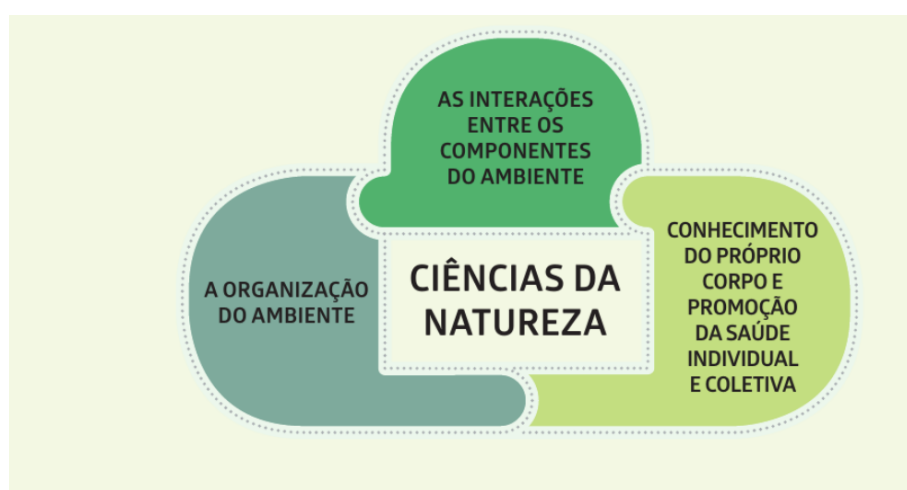 AS INTERAÇÕES
ENTRE OS
COMPONENTES
DO AMBIENTE
A ORGANIZAÇÃO
DO AMBIENTE
CIÊNCIAS DA
NATUREZA
CONHECIMENTO
DO PRÓPRIO
CORPO E
PROMOÇÃO
DA SAÚDE
INDIVIDUAL
E COLETIVA